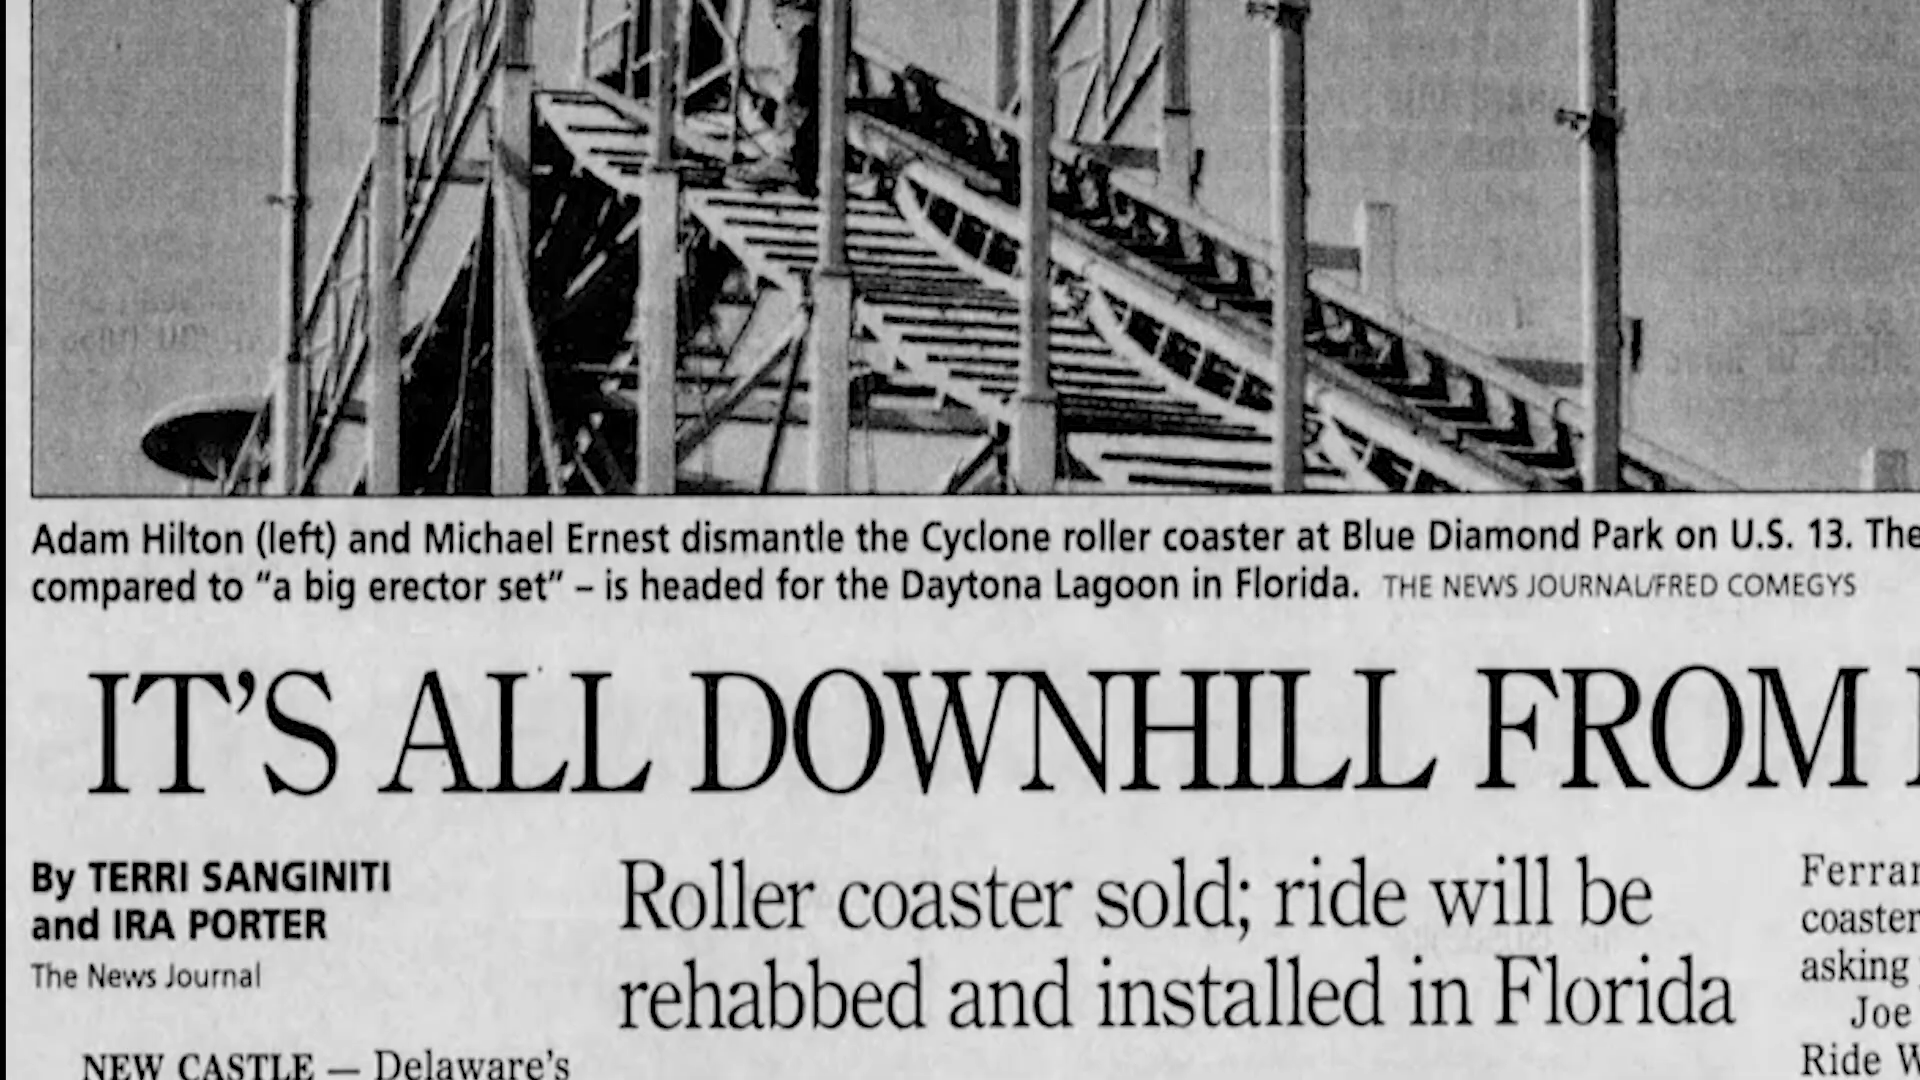 Adam Hilton (left) and Michael Ernest dismantle the Cyclone roller coaster at Blue Diamond Park on U.S. 13. The
compared to “a big erector set” – is headed for the Daytona Lagoon in Florida. THE NEWS JOURNAL/FRED COMEGYS
IT’S ALL DOWNHILL FROM
By TERRI SANGINITI
and IRA PORTER
The News Journal
NEW CASTLE — Delaware’s
Roller coaster sold; ride will be
rehabbed and installed in Florida
coaster
asking
Joe
Ride